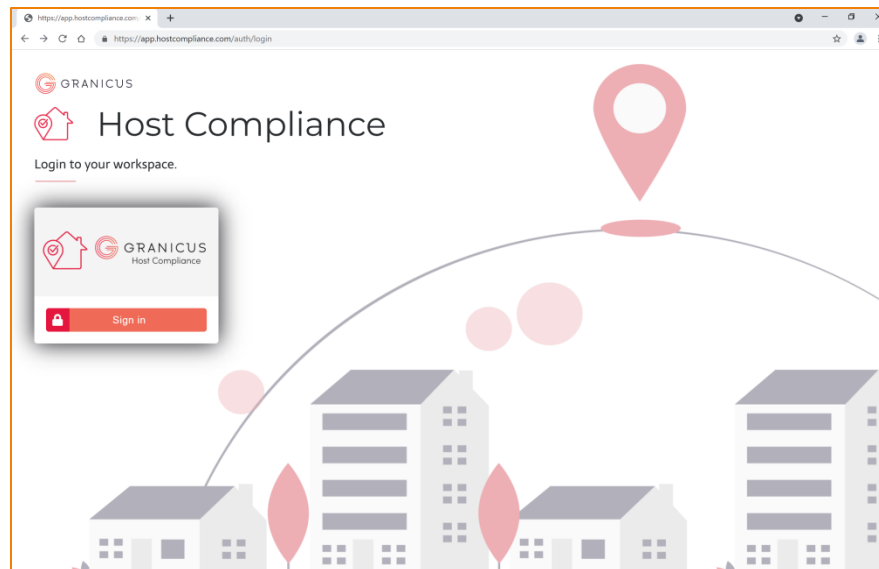 https://app.hostcompliance.com
https://app.hostcompliance.com/auth/login
GRANICUS
Host Compliance
Login to your workspace.
GRANICUS
Host Compliance
Sign in